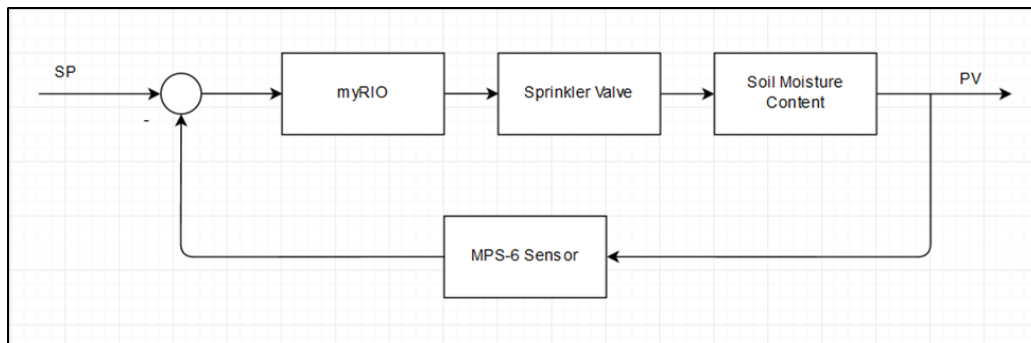 SP
-
myRIO
Sprinkler Valve
Soil Moisture
Content
PV
MPS-6 Sensor